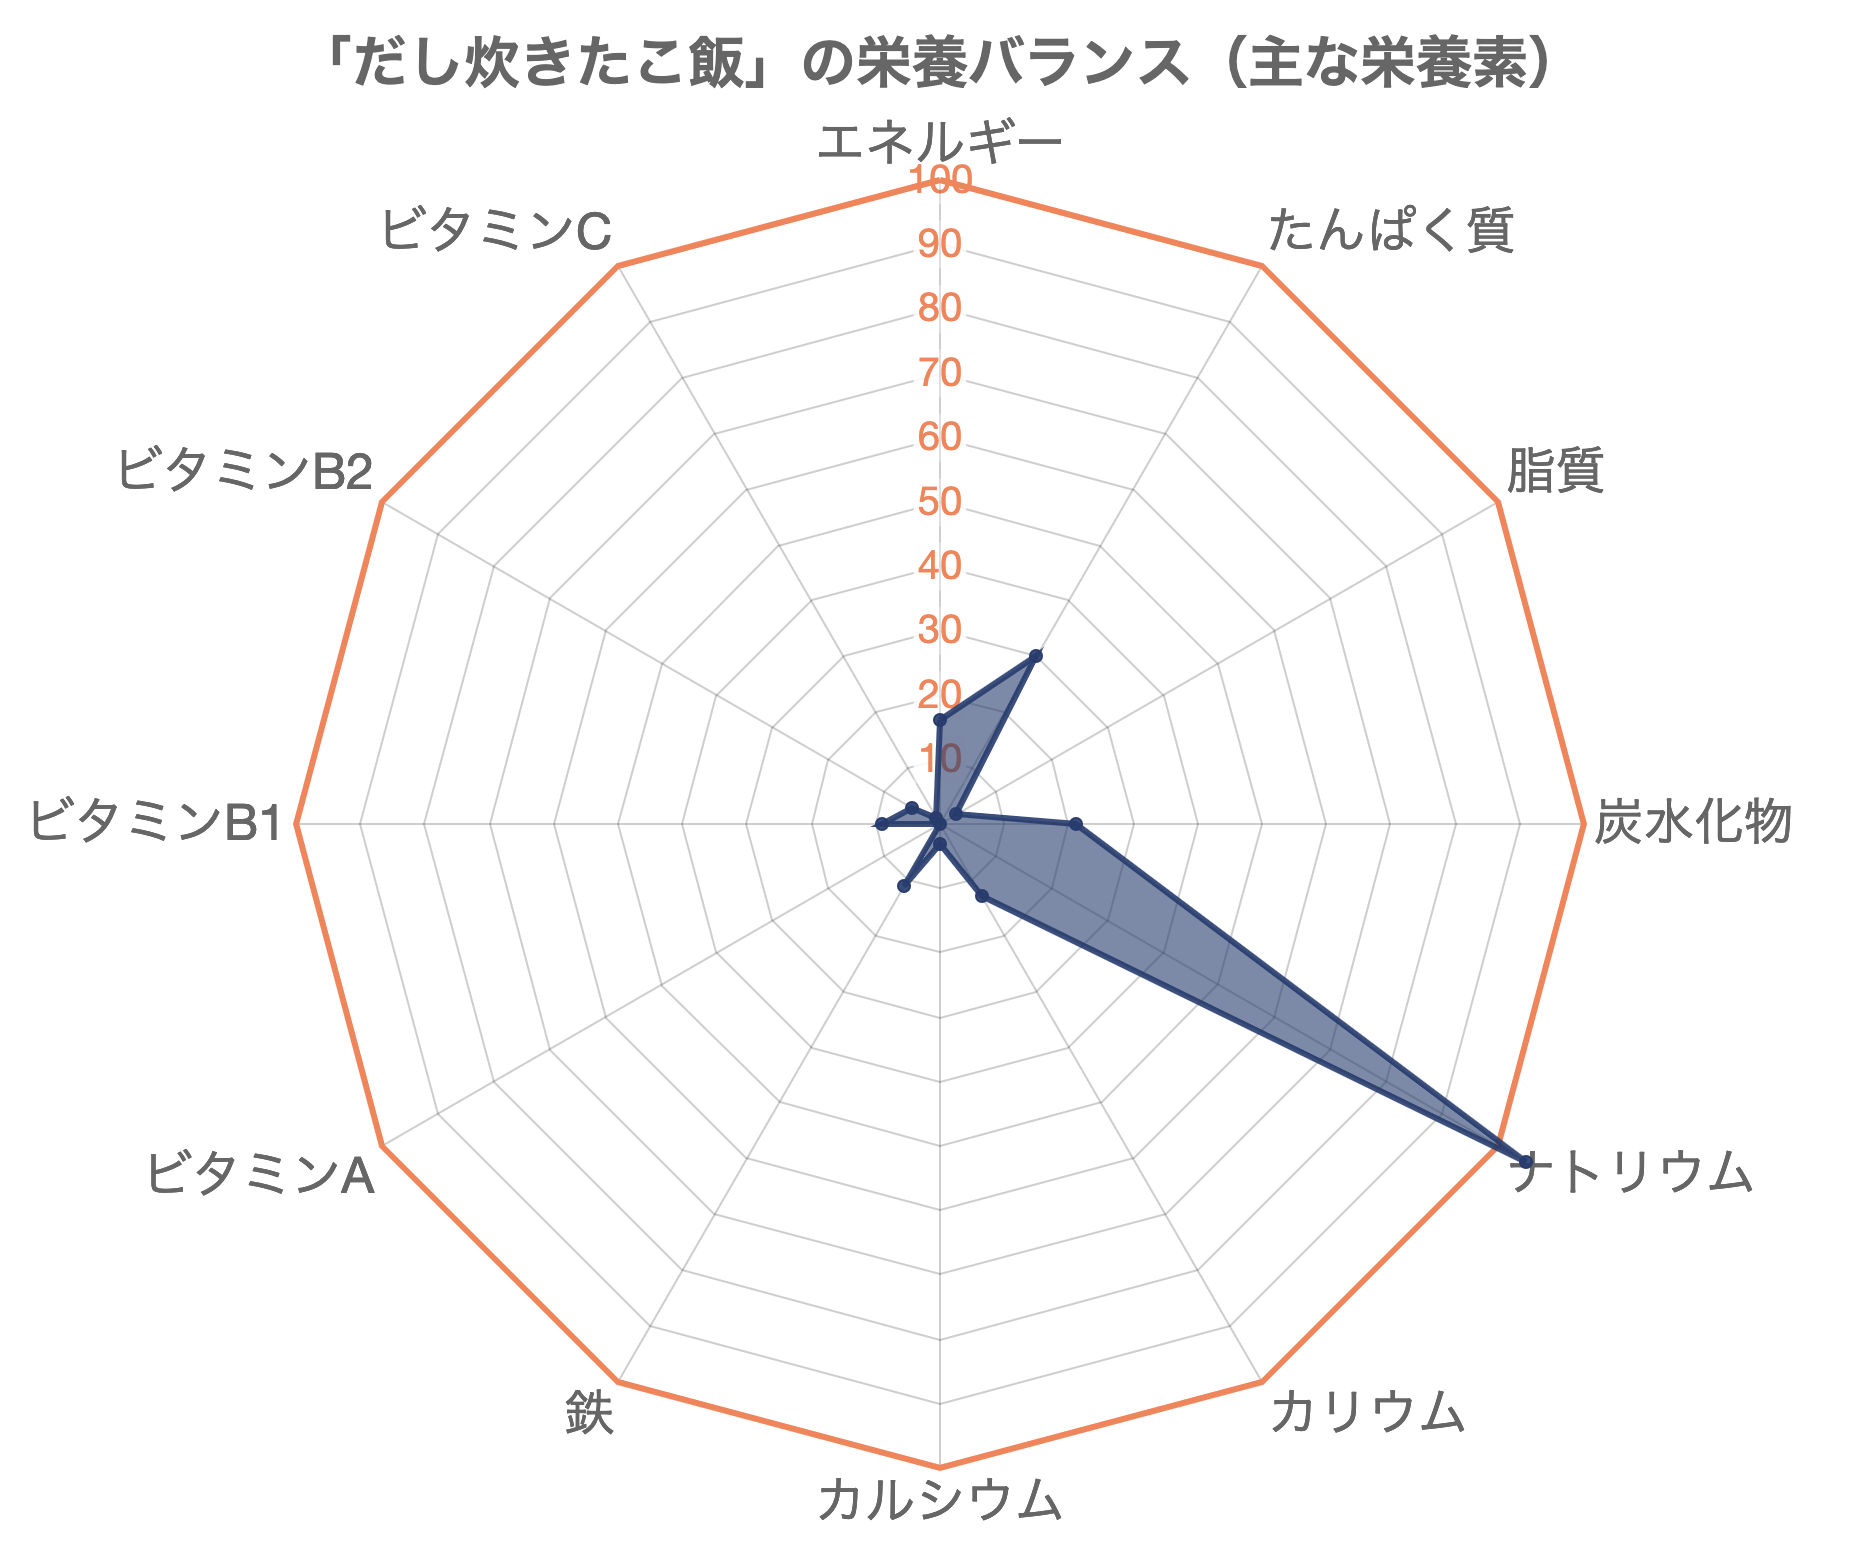 「だし炊きたこ飯」の栄養バランス（主な栄養素）
エネルギー
たんぱく質
脂質
炭水化物
ナトリウム
カリウム
カルシウム
鉄
ビタミンA
ビタミンB1
ビタミンB2
ビタミンC
100
90
80
70
60
50
40
30
20
10